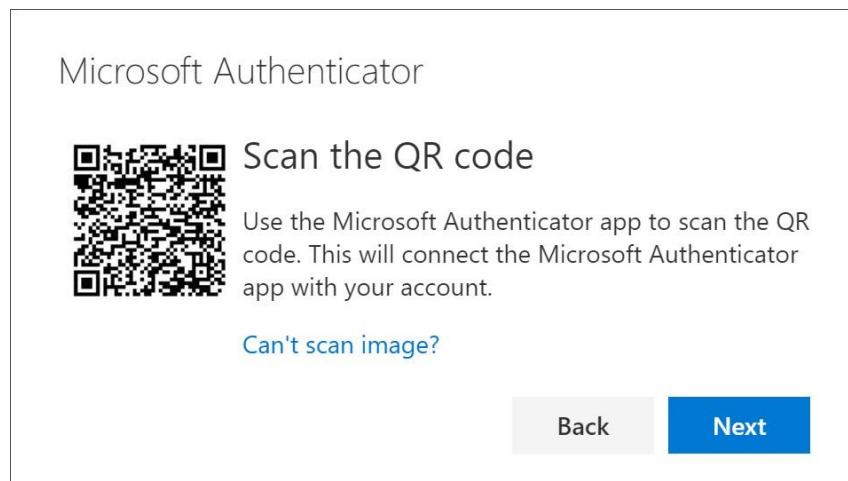 Microsoft Authenticator
Scan the QR code
Use the Microsoft Authenticator app to scan the QR
code. This will connect the Microsoft Authenticator
app with your account.
Can't scan image?
Back
Next